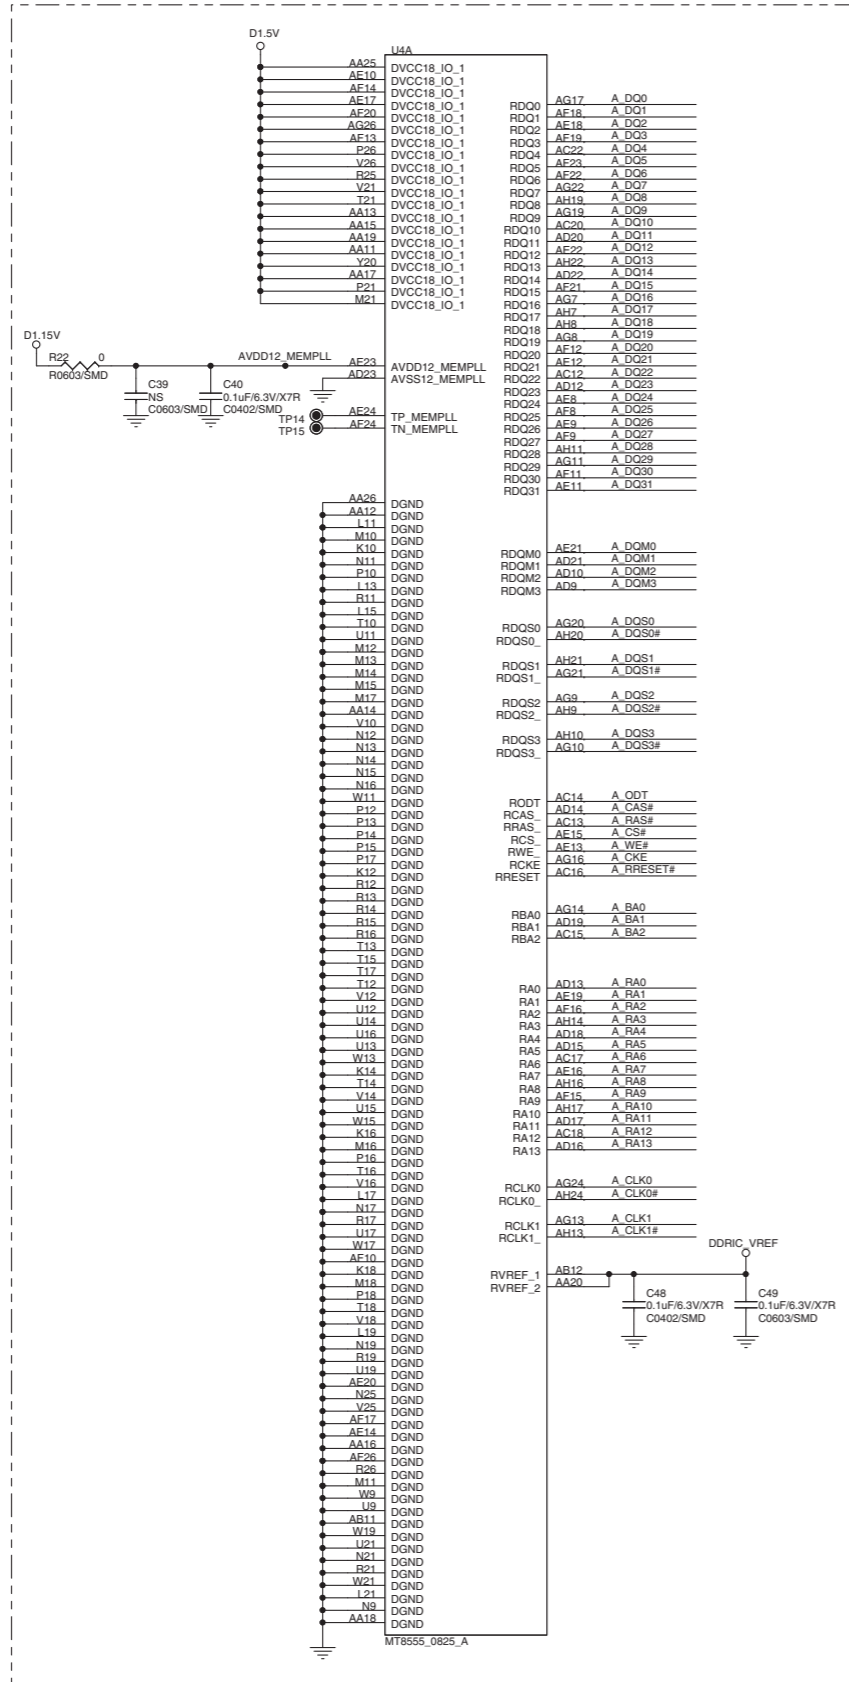 D1.5V
U4A
AA25 DVCC18_IO_1
AE10 DVCC18_IO_1
AF14 DVCC18_IO_1
AE17 DVCC18_IO_1
AF20 DVCC18_IO_1
AG26 DVCC18_IO_1
AF13 DVCC18_IO_1
P26 DVCC18_IO_1
V26 DVCC18_IO_1
R25 DVCC18_IO_1
V21 DVCC18_IO_1
T21 DVCC18_IO_1
AA13 DVCC18_IO_1
AA15 DVCC18_IO_1
AA19 DVCC18_IO_1
AA11 DVCC18_IO_1
Y20 DVCC18_IO_1
AA17 DVCC18_IO_1
P21 DVCC18_IO_1
M21 DVCC18_IO_1
D1.15V
R22 0
R0603/SMD
AVDD12_MEMPLL
C39
NS
C0603/SMD
C40
0.1uF/6.3V/X7R
C0402/SMD
AF23 AVDD12_MEMPLL
AD23 AVSS12_MEMPLL
TP14 AE24 TP_MEMPLL
TP15 AF24 TN_MEMPLL
AA26 DGND
AA12 DGND
L11 DGND
M10 DGND
K10 DGND
N11 DGND
P10 DGND
L13 DGND
R11 DGND
L15 DGND
T10 DGND
U11 DGND
M12 DGND
M13 DGND
M14 DGND
M15 DGND
M17 DGND
AA14 DGND
V10 DGND
N12 DGND
N13 DGND
N14 DGND
N15 DGND
N16 DGND
W11 DGND
P12 DGND
P13 DGND
P14 DGND
P15 DGND
P17 DGND
K12 DGND
R12 DGND
R13 DGND
R14 DGND
R15 DGND
R16 DGND
T13 DGND
T15 DGND
T17 DGND
T12 DGND
V12 DGND
U12 DGND
U14 DGND
U16 DGND
U13 DGND
W13 DGND
K14 DGND
T14 DGND
V14 DGND
U15 DGND
W15 DGND
K16 DGND
M16 DGND
P16 DGND
T16 DGND
V16 DGND
L17 DGND
N17 DGND
R17 DGND
U17 DGND
W17 DGND
AF10 DGND
K18 DGND
M18 DGND
P18 DGND
T18 DGND
V18 DGND
L19 DGND
N19 DGND
R19 DGND
U19 DGND
AE20 DGND
N25 DGND
V25 DGND
AF17 DGND
AE14 DGND
AA16 DGND
AF26 DGND
R26 DGND
M11 DGND
W9 DGND
U9 DGND
AB11 DGND
W19 DGND
U21 DGND
N21 DGND
R21 DGND
W21 DGND
L21 DGND
N9 DGND
AA18 DGND
MT8555_0825_A
RDQ0 AG17 A_DQ0
RDQ1 AF18 A_DQ1
RDQ2 AE18 A_DQ2
RDQ3 AF19 A_DQ3
RDQ4 AC22 A_DQ4
RDQ5 AE23 A_DQ5
RDQ6 AF22 A_DQ6
RDQ7 AG22 A_DQ7
RDQ8 AH19 A_DQ8
RDQ9 AG19 A_DQ9
RDQ10 AC20 A_DQ10
RDQ11 AD20 A_DQ11
RDQ12 AE22 A_DQ12
RDQ13 AH22 A_DQ13
RDQ14 AD22 A_DQ14
RDQ15 AF21 A_DQ15
RDQ16 AG7 A_DQ16
RDQ17 AH7 A_DQ17
RDQ18 AH8 A_DQ18
RDQ19 AG8 A_DQ19
RDQ20 AF12 A_DQ20
RDQ21 AE12 A_DQ21
RDQ22 AC12 A_DQ22
RDQ23 AD12 A_DQ23
RDQ24 AE8 A_DQ24
RDQ25 AF8 A_DQ25
RDQ26 AE9 A_DQ26
RDQ27 AF9 A_DQ27
RDQ28 AH11 A_DQ28
RDQ29 AG11 A_DQ29
RDQ30 AF11 A_DQ30
RDQ31 AE11 A_DQ31
RDQM0 AE21 A_DQM0
RDQM1 AD21 A_DQM1
RDQM2 AD10 A_DQM2
RDQM3 AD9 A_DQM3
RDQS0 AG20 A_DQS0
RDQS0_ AH20 A_DQS0#
RDQS1 AH21 A_DQS1
RDQS1_ AG21 A_DQS1#
RDQS2 AG9 A_DQS2
RDQS2_ AH9 A_DQS2#
RDQS3 AH10 A_DQS3
RDQS3_ AG10 A_DQS3#
RODT AC14 A_ODT
RCAS_ AD14 A_CAS#
RRAS_ AC13 A_RAS#
RCS_ AE15 A_CS#
RWE_ AE13 A_WE#
RCKE AG16 A_CKE
RRESET AC16 A_RRESET#
RBA0 AG14 A_BA0
RBA1 AD19 A_BA1
RBA2 AC15 A_BA2
RA0 AD13 A_RA0
RA1 AE19 A_RA1
RA2 AF16 A_RA2
RA3 AH14 A_RA3
RA4 AD18 A_RA4
RA5 AD15 A_RA5
RA6 AC17 A_RA6
RA7 AE16 A_RA7
RA8 AH16 A_RA8
RA9 AF15 A_RA9
RA10 AH17 A_RA10
RA11 AD17 A_RA11
RA12 AC18 A_RA12
RA13 AD16 A_RA13
RCLK0 AG24 A_CLK0
RCLK0_ AH24 A_CLK0#
RCLK1 AG13 A_CLK1
RCLK1_ AH13 A_CLK1#
DDRIC_VREF
RVREF_1 AB12
RVREF_2 AA20
C48
0.1uF/6.3V/X7R
C0402/SMD
C49
0.1uF/6.3V/X7R
C0603/SMD